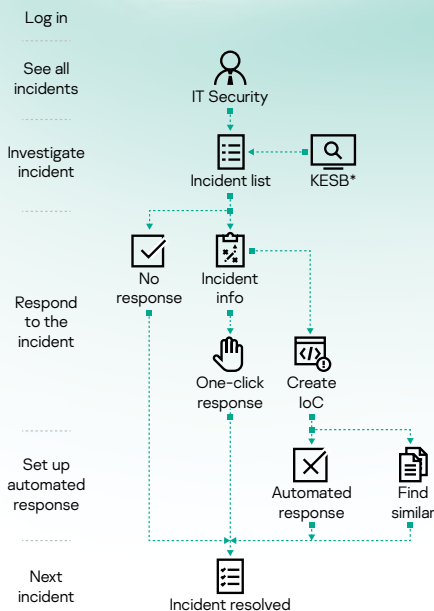 Log in
See all
incidents
IT Security
Investigate
incident
Incident list
KESB*
Respond
to the
incident
No
response
Incident
info
One-click
response
Create
IoC
Set up
automated
response
Automated
response
Find
similar
Next
incident
Incident resolved